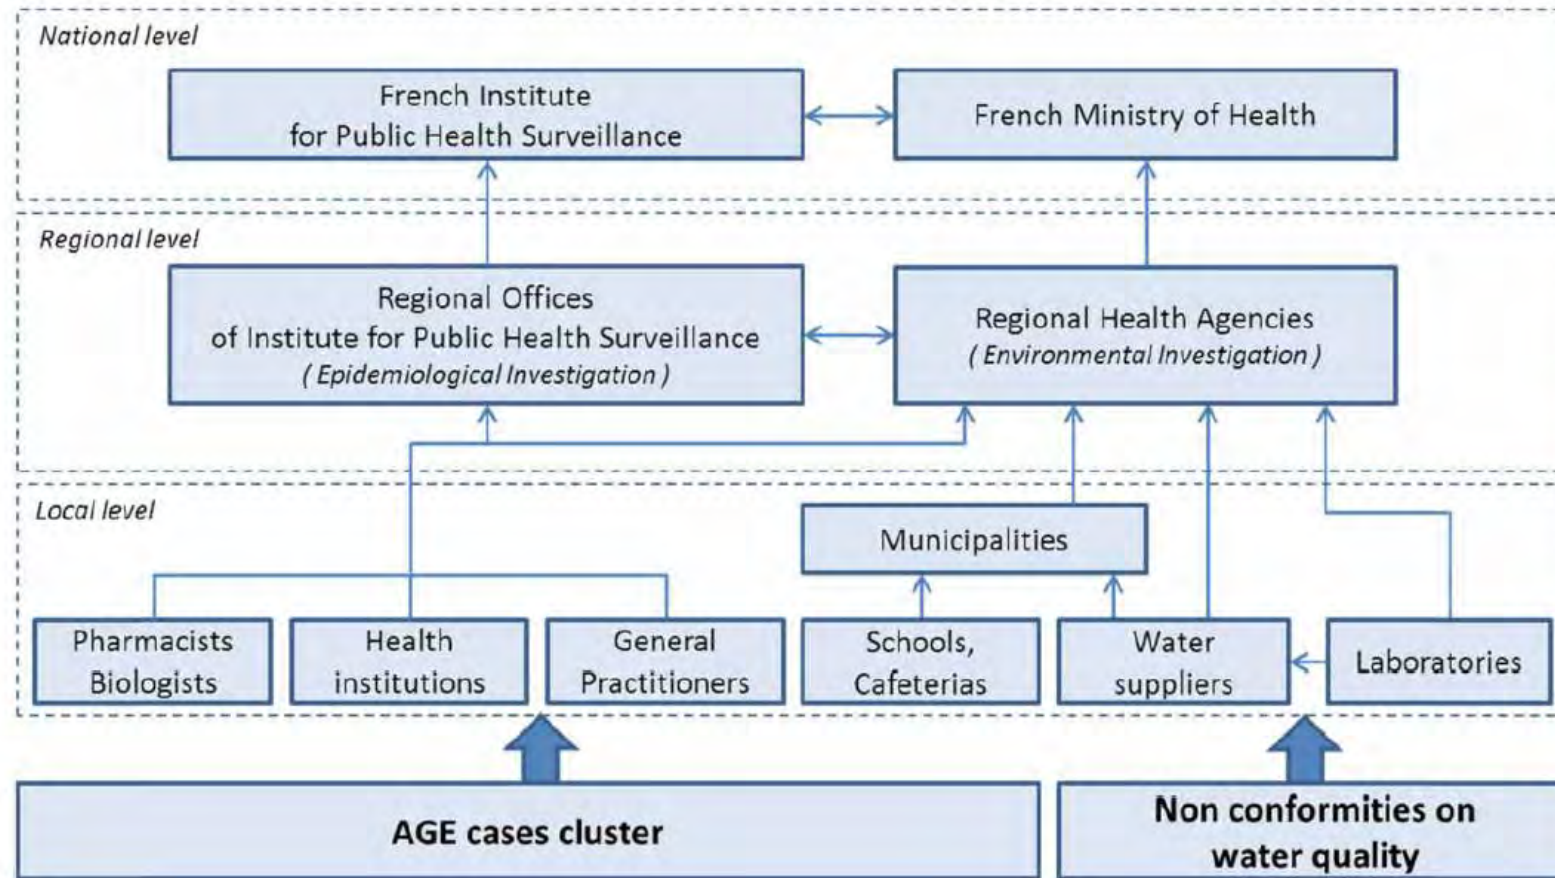 National level
French Institute
for Public Health Surveillance
French Ministry of Health
Regional level
Regional Offices
of Institute for Public Health Surveillance
( Epidemiological Investigation )
Regional Health Agencies
( Environmental Investigation )
Local level
Municipalities
Pharmacists
Biologists
Health
institutions
General
Practitioners
Schools,
Cafeterias
Water
suppliers
Laboratories
AGE cases cluster
Non conformities on
water quality